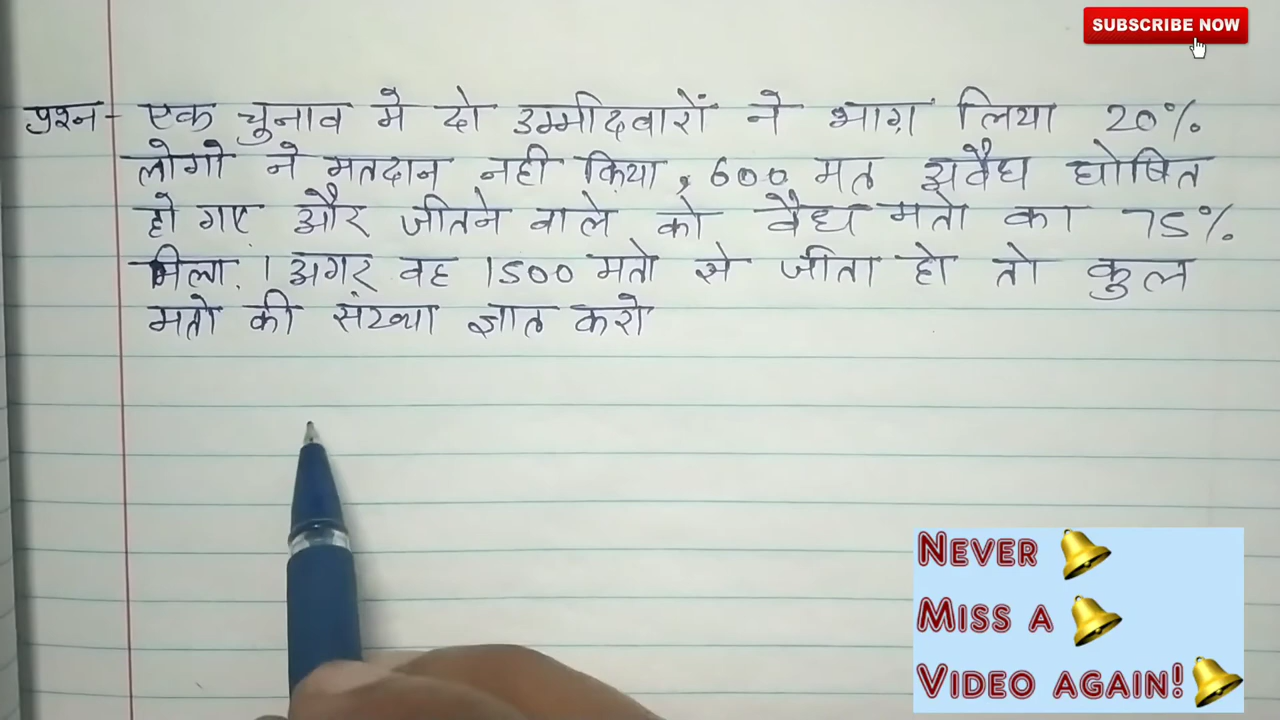 SUBSCRIBE NOW
प्रश्न - एक चुनाव मे दो उम्मीदवारों ने भाग लिया 20%
लोगो ने मतदान नही किया, 600 मत अवैध घोषित
हो गए और जीतने वाले को वैध मतो का 75%
मिला। अगर वह 1500 मतो से जीता हो तो कुल
मतो की संख्या ज्ञात करो
NEVER
MISS A
VIDEO AGAIN!